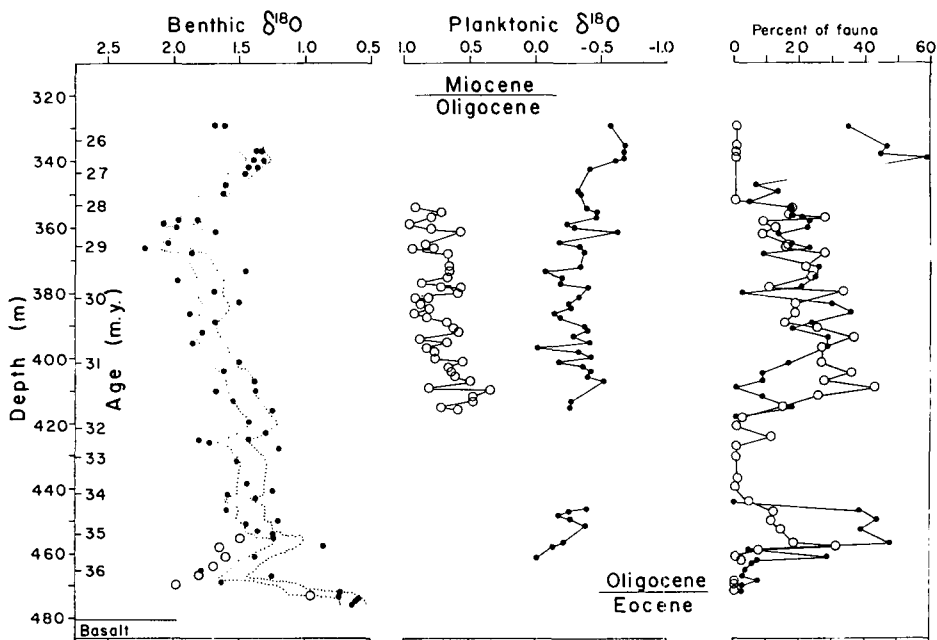 Benthic δ18O Planktonic δ18O Percent of fauna
2.5 2.0 1.5 1.0 0.5 1.0 0.5 0.0 -0.5 -1.0 0 20 40 60
Miocene
Oligocene
Depth (m)
320
340
360
380
400
420
440
460
480
Age (m.y.)
26
27
28
29
30
31
32
33
34
35
36
Oligocene
Eocene
Basalt